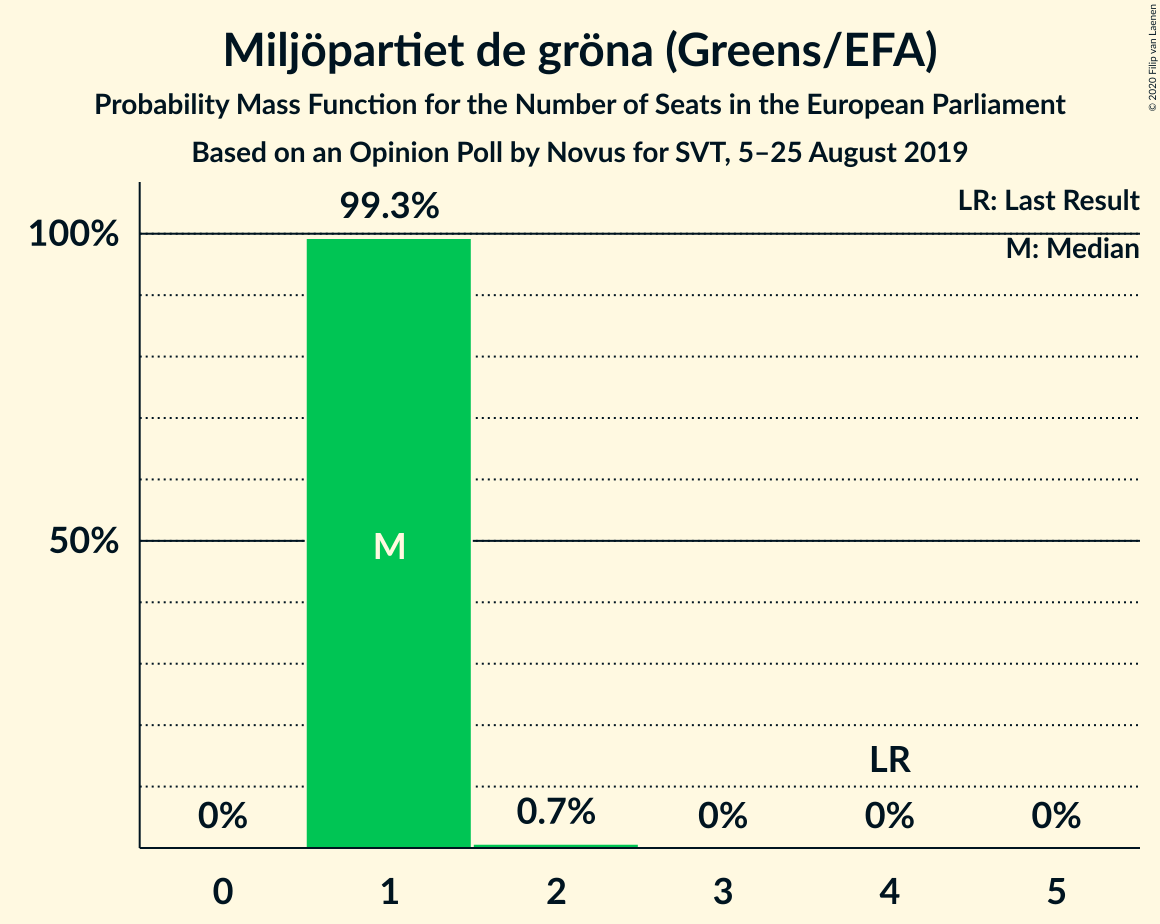 Miljöpartiet de gröna (Greens/EFA)
Probability Mass Function for the Number of Seats in the European Parliament
Based on an Opinion Poll by Novus for SVT, 5–25 August 2019
© 2020 Filip van Laenen
LR: Last Result
M: Median
99.3%
100%
M
50%
LR
0%
0.7%
0%
0%
0%
0
1
2
3
4
5